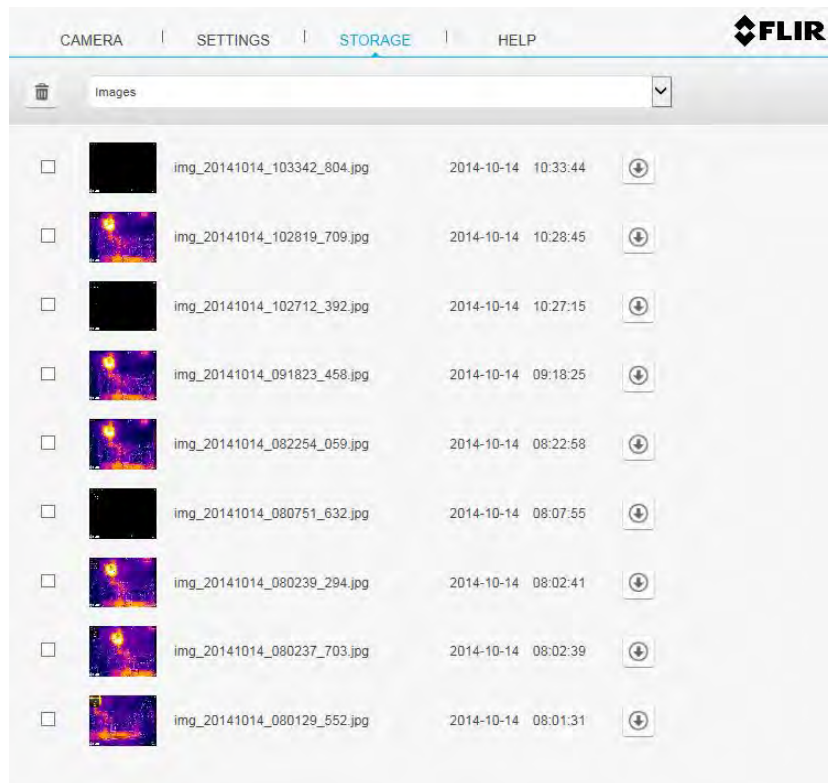 CAMERA | SETTINGS | STORAGE | HELP FLIR
Images
img_20141014_103342_804.jpg 2014-10-14 10:33:44
img_20141014_102819_709.jpg 2014-10-14 10:28:45
img_20141014_102712_392.jpg 2014-10-14 10:27:15
img_20141014_091823_458.jpg 2014-10-14 09:18:25
img_20141014_082254_059.jpg 2014-10-14 08:22:58
img_20141014_080751_632.jpg 2014-10-14 08:07:55
img_20141014_080239_294.jpg 2014-10-14 08:02:41
img_20141014_080237_703.jpg 2014-10-14 08:02:39
img_20141014_080129_552.jpg 2014-10-14 08:01:31